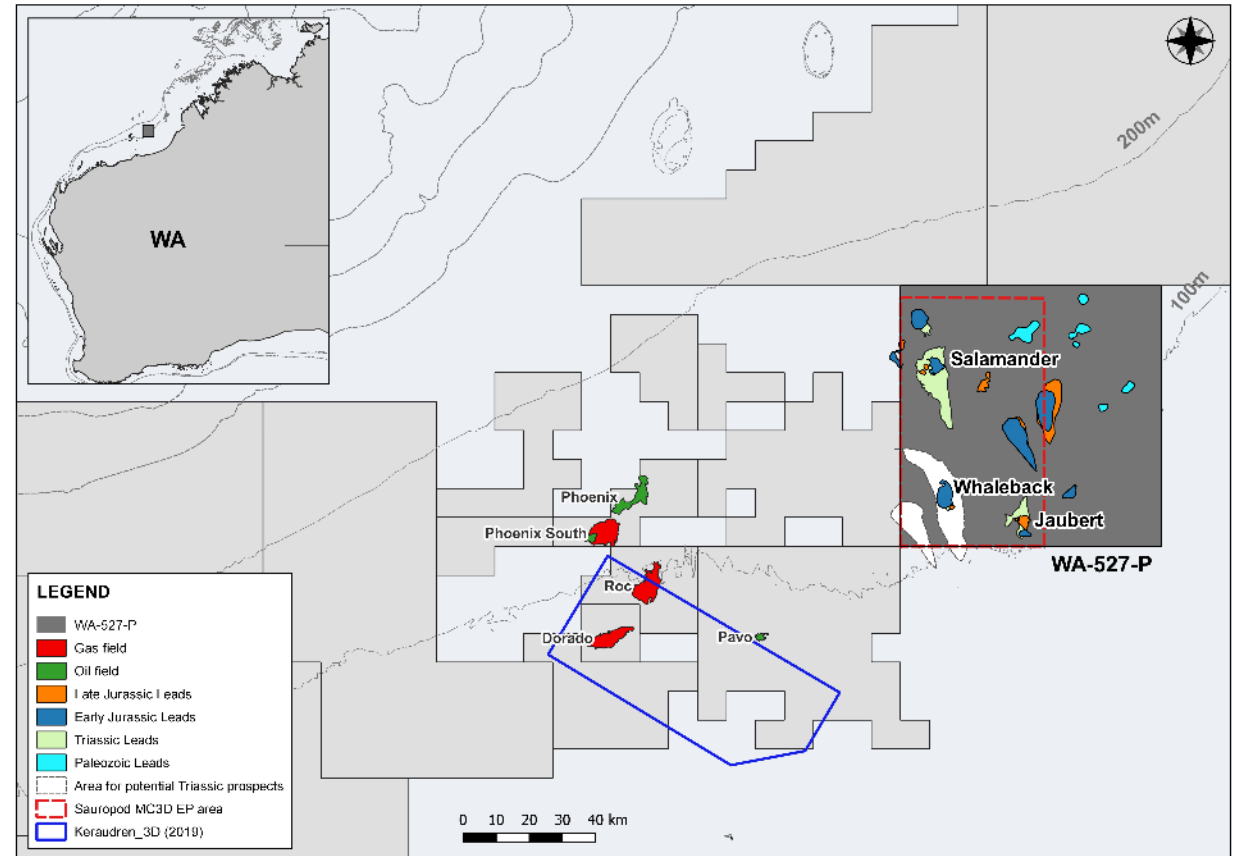 WA
200m
100m
Salamander
Whaleback
Jaubert
WA-527-P
Phoenix
Phoenix South
Roc
Dorado
Pavo
LEGEND
WA-527-P
Gas field
Oil field
Late Jurassic Leads
Early Jurassic Leads
Triassic Leads
Paleozoic Leads
Area for potential Triassic prospects
Sauropod MC3D EP area
Keraudren_3D (2019)
0 10 20 30 40 km